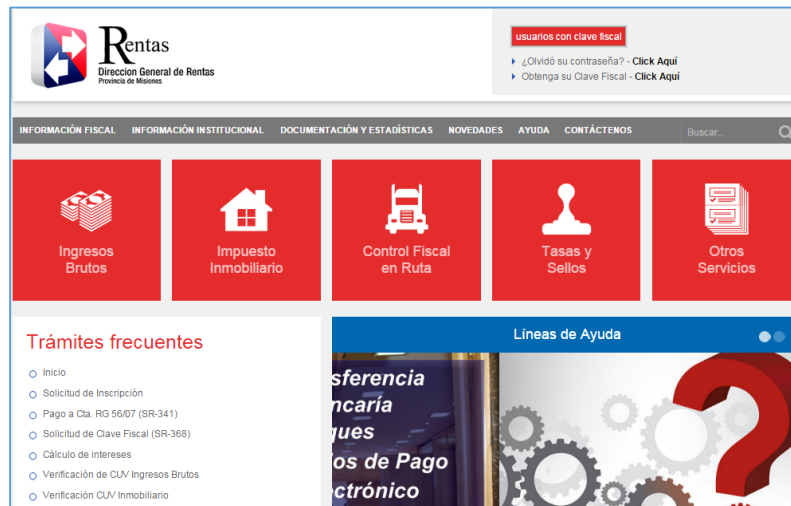 Rentas
Direccion General de Rentas
Provincia de Misiones
usuarios con clave fiscal
¿Olvidó su contraseña? - Click Aquí
Obtenga su Clave Fiscal - Click Aquí
INFORMACIÓN FISCAL INFORMACIÓN INSTITUCIONAL DOCUMENTACIÓN Y ESTADÍSTICAS NOVEDADES AYUDA CONTÁCTENOS Buscar...
Ingresos
Brutos
Impuesto
Inmobiliario
Control Fiscal
en Ruta
Tasas y
Sellos
Otros
Servicios
Trámites frecuentes
Inicio
Solicitud de Inscripción
Pago a Cta. RG 56/07 (SR-341)
Solicitud de Clave Fiscal (SR-368)
Cálculo de intereses
Verificación de CUV Ingresos Brutos
Verificación CUV Inmobiliario
Líneas de Ayuda
sferencia
ncaría
ques
ios de Pago
ctrónico